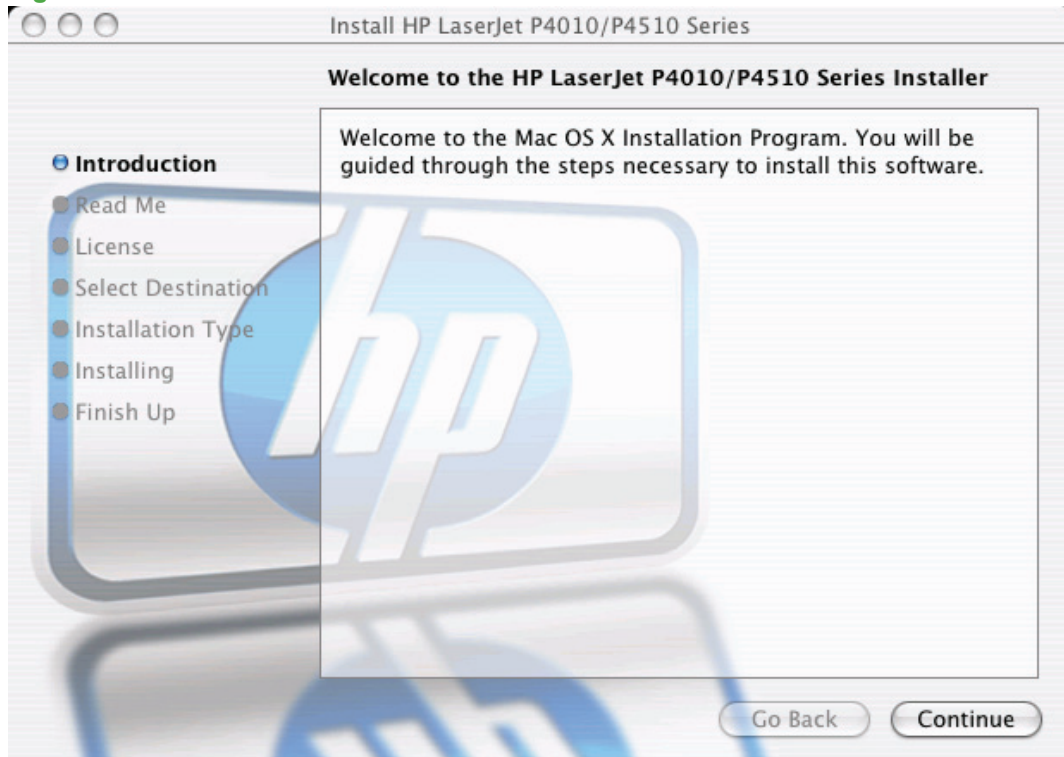 Install HP LaserJet P4010/P4510 Series
Welcome to the HP LaserJet P4010/P4510 Series Installer
Introduction
Read Me
License
Select Destination
Installation Type
Installing
Finish Up
Welcome to the Mac OS X Installation Program. You will be
guided through the steps necessary to install this software.
hp
Go Back
Continue